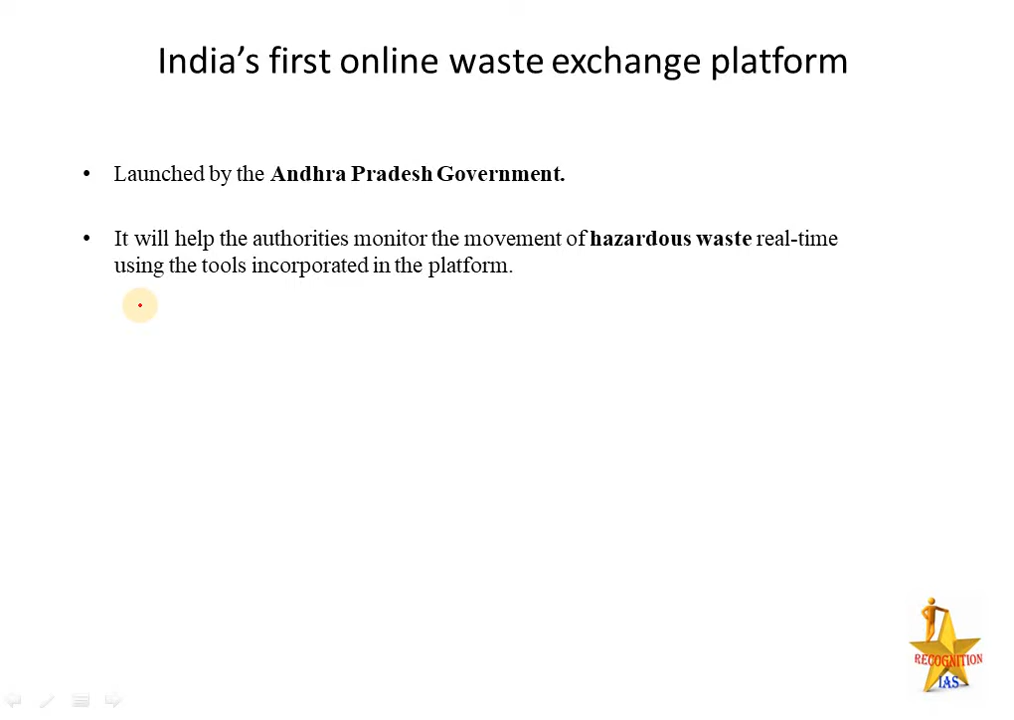 India’s first online waste exchange platform
• Launched by the Andhra Pradesh Government.
• It will help the authorities monitor the movement of hazardous waste real-time
using the tools incorporated in the platform.
RECOGNITION
IAS